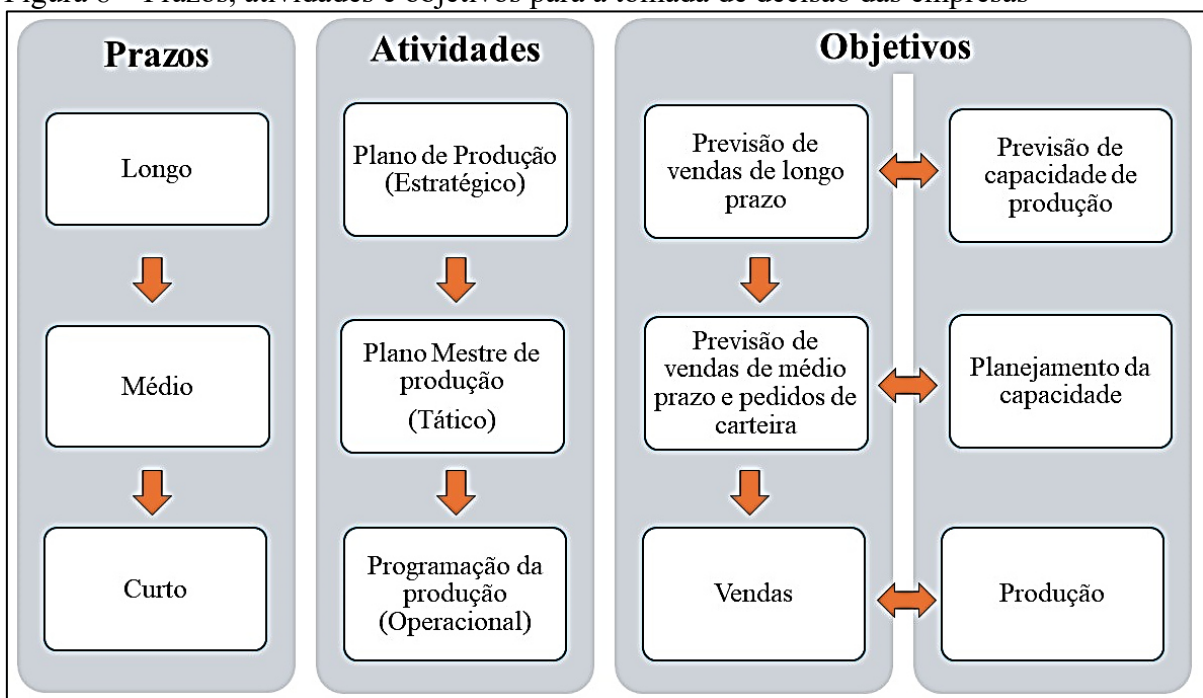 Figura – Prazos, atividades e objetivos para a tomada de decisão das empresas
Prazos
Longo
Médio
Curto
Atividades
Plano de Produção
(Estratégico)
Plano Mestre de
produção
(Tático)
Programação da
produção
(Operacional)
Objetivos
Previsão de
vendas de longo
prazo
Previsão de
capacidade de
produção
Previsão de
vendas de médio
prazo e pedidos de
carteira
Planejamento da
capacidade
Vendas
Produção